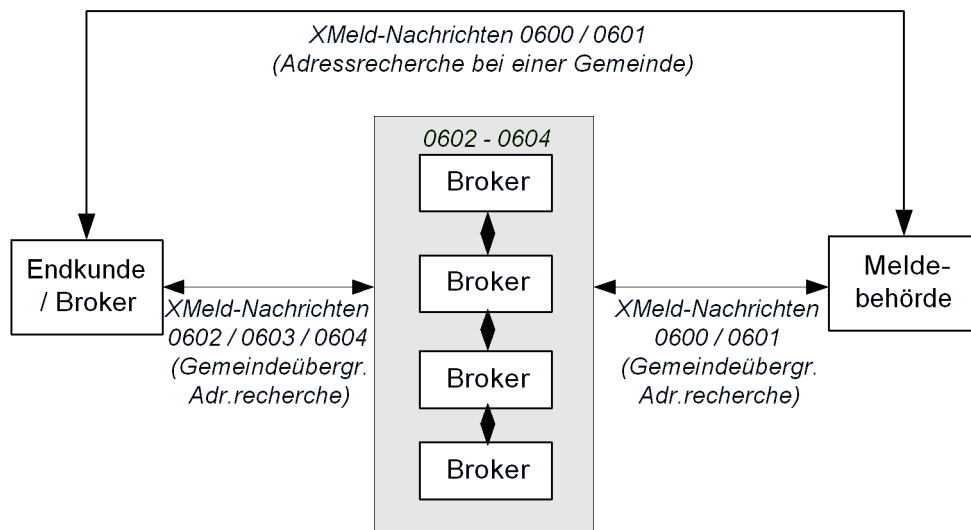 XMeld-Nachrichten 0600 / 0601
(Adressrecherche bei einer Gemeinde)
0602 - 0604
Broker
Broker
Broker
Broker
Endkunde
/ Broker
XMeld-Nachrichten
0602 / 0603 / 0604
(Gemeindeübergr.
Adr.recherche)
XMeld-Nachrichten
0600 / 0601
(Gemeindeübergr.
Adr.recherche)
Melde-
behörde